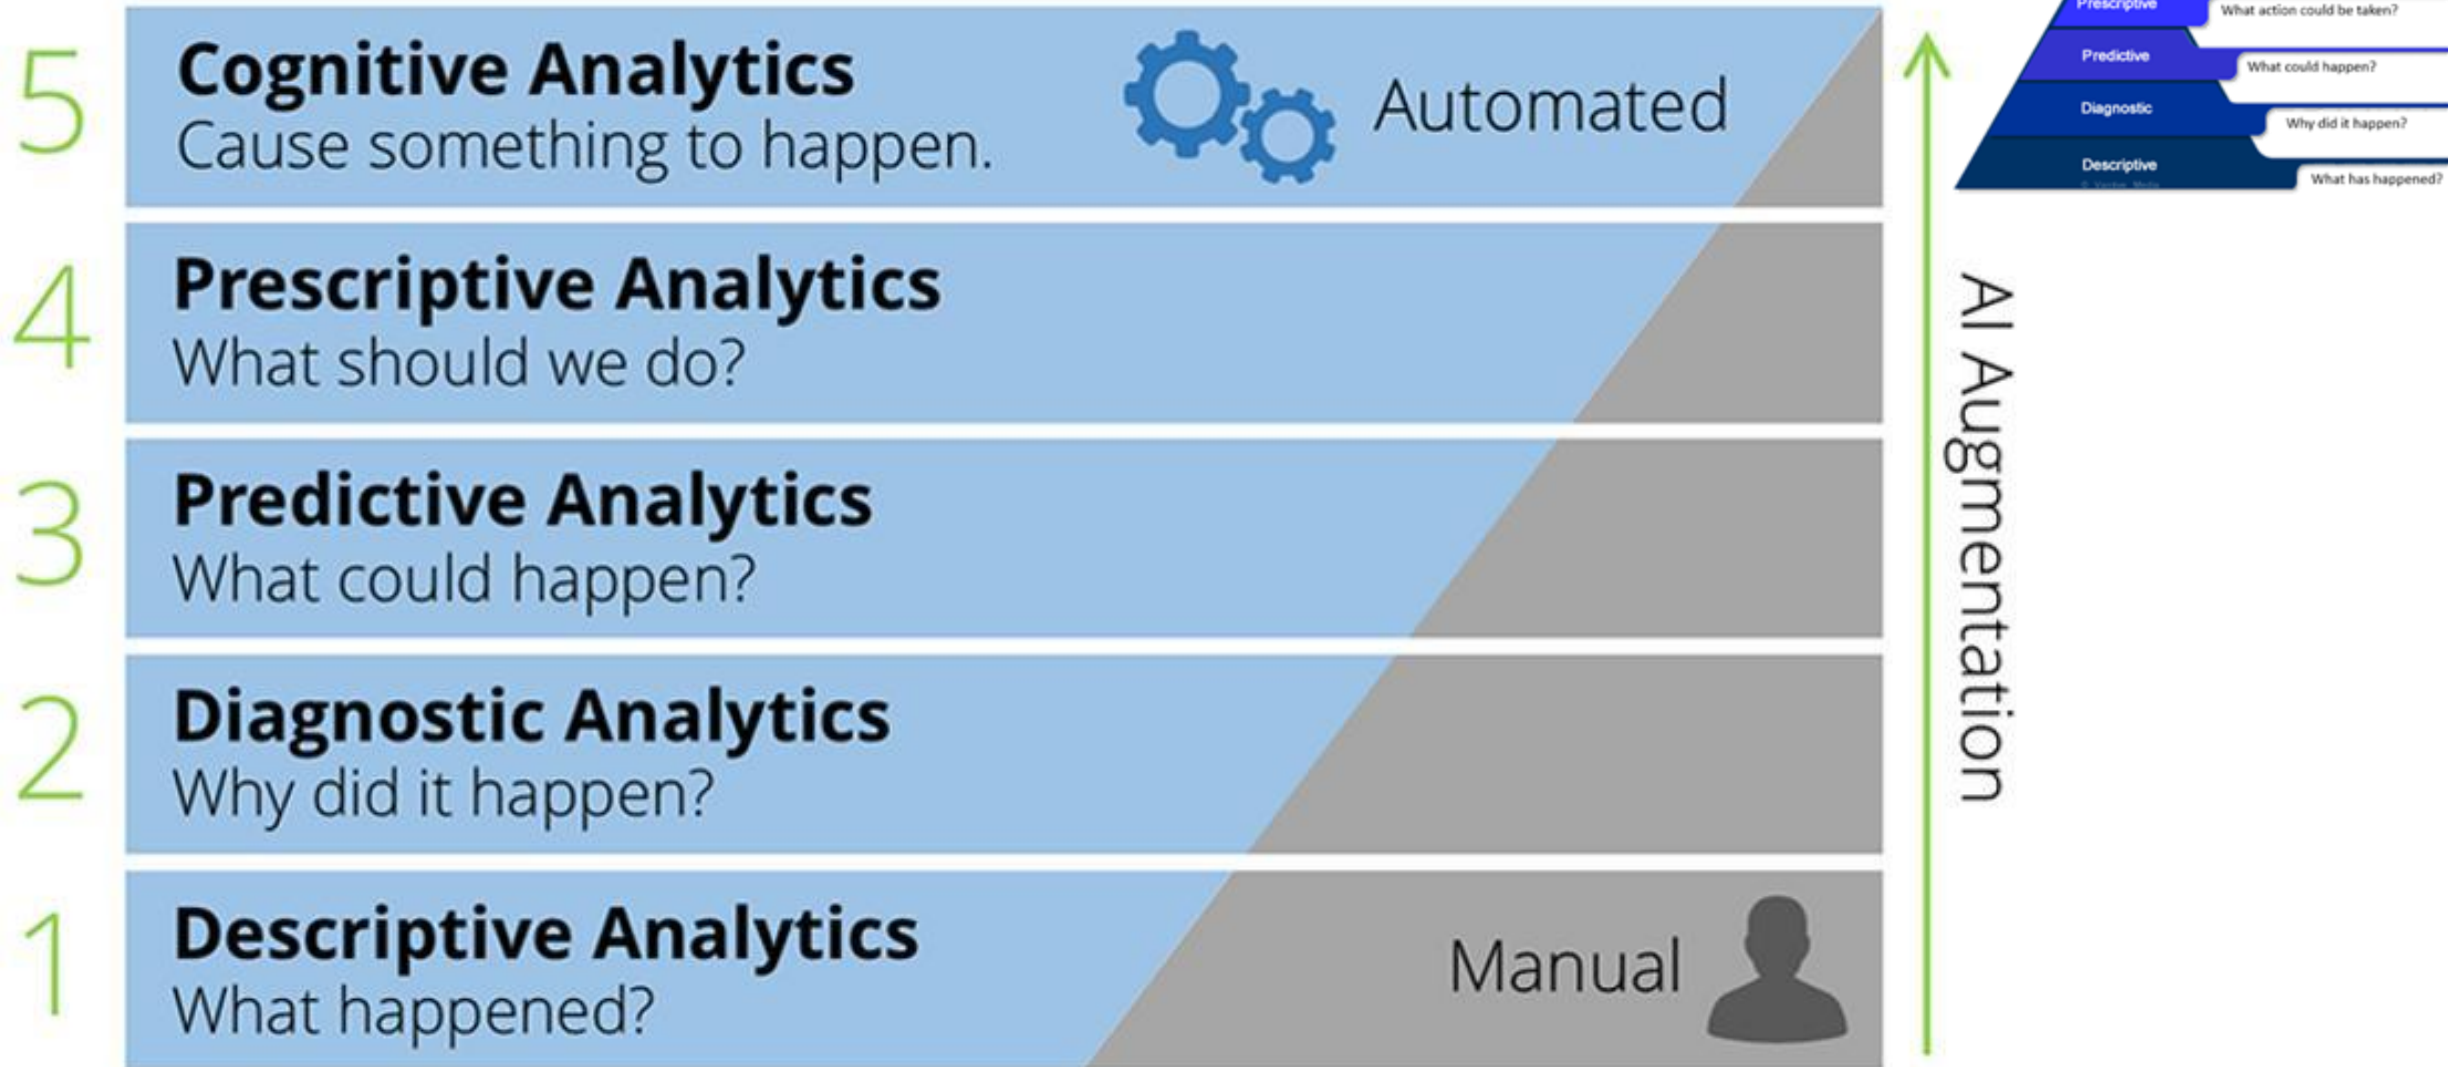 5
Cognitive Analytics
Cause something to happen.
Automated
4
Prescriptive Analytics
What should we do?
3
Predictive Analytics
What could happen?
2
Diagnostic Analytics
Why did it happen?
1
Descriptive Analytics
What happened?
Manual
AI Augmentation
Prescriptive
What action could be taken?
Predictive
What could happen?
Diagnostic
Why did it happen?
Descriptive
What has happened?